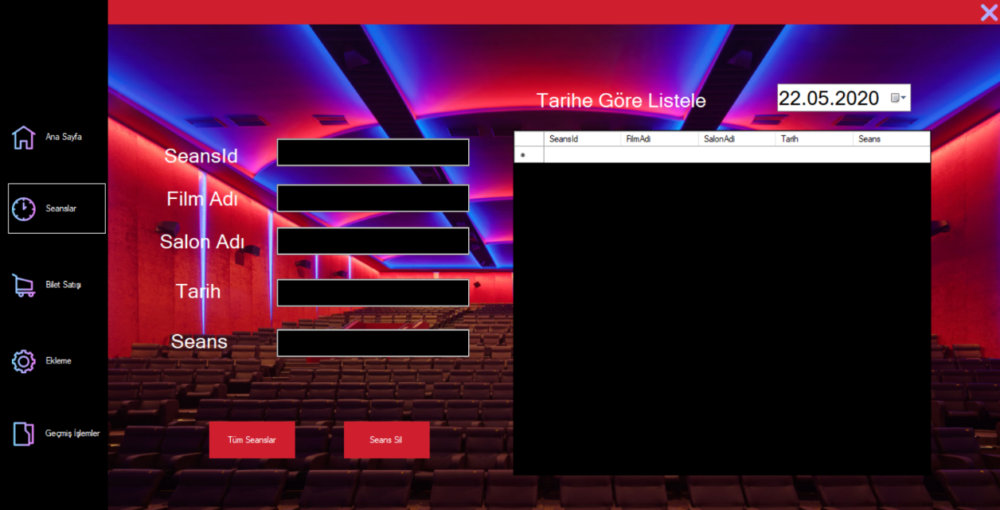 Ana Sayfa
Seanslar
Bilet Satışı
Ekleme
Geçmiş İşlemler
SeansId
Film Adı
Salon Adı
Tarih
Seans
Tüm Seanslar
Seans Sil
Tarihe Göre Listele
22.05.2020
SeansId FilmAdi SalonAdi Tarih Seans